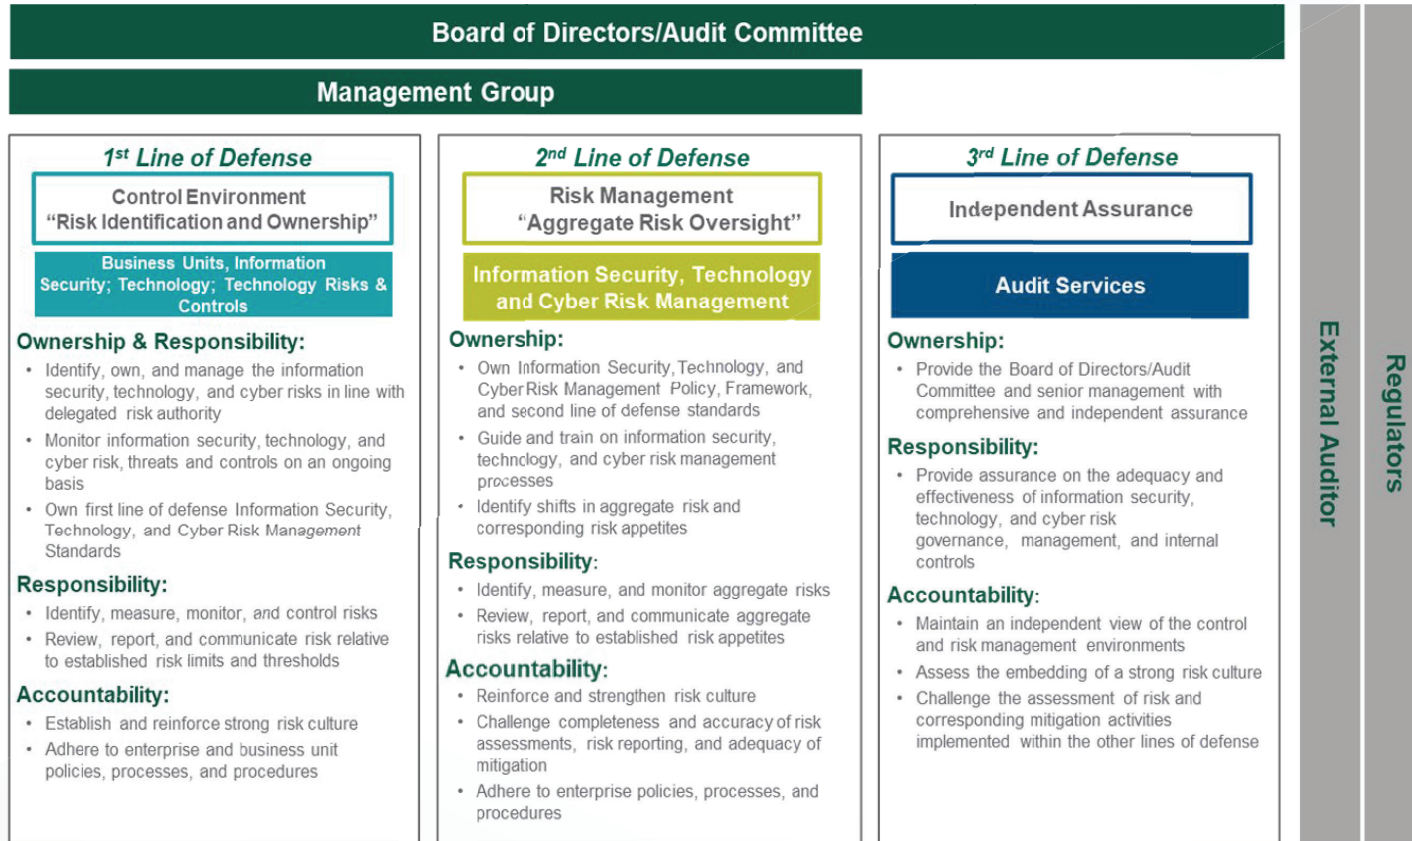 Board of Directors/Audit Committee
Management Group
1st Line of Defense
Control Environment
“Risk Identification and Ownership”
Business Units, Information
Security; Technology; Technology Risks &
Controls
Ownership & Responsibility:
• Identify, own, and manage the information
security, technology, and cyber risks in line with
delegated risk authority
• Monitor information security, technology, and
cyber risk, threats and controls on an ongoing
basis
• Own first line of defense Information Security,
Technology, and Cyber Risk Management
Standards
Responsibility:
• Identify, measure, monitor, and control risks
• Review, report, and communicate risk relative
to established risk limits and thresholds
Accountability:
• Establish and reinforce strong risk culture
• Adhere to enterprise and business unit
policies, processes, and procedures
2nd Line of Defense
Risk Management
“Aggregate Risk Oversight”
Information Security, Technology
and Cyber Risk Management
Ownership:
• Own Information Security, Technology, and
Cyber Risk Management Policy, Framework,
and second line of defense standards
• Guide and train on information security,
technology, and cyber risk management
processes
• Identify shifts in aggregate risk and
corresponding risk appetites
Responsibility:
• Identify, measure, and monitor aggregate risks
• Review, report, and communicate aggregate
risks relative to established risk appetites
Accountability:
• Reinforce and strengthen risk culture
• Challenge completeness and accuracy of risk
assessments, risk reporting, and adequacy of
mitigation
• Adhere to enterprise policies, processes, and
procedures
3rd Line of Defense
Independent Assurance
Audit Services
Ownership:
• Provide the Board of Directors/Audit
Committee and senior management with
comprehensive and independent assurance
Responsibility:
• Provide assurance on the adequacy and
effectiveness of information security,
technology, and cyber risk
governance, management, and internal
controls
Accountability:
• Maintain an independent view of the control
and risk management environments
• Assess the embedding of a strong risk culture
• Challenge the assessment of risk and
corresponding mitigation activities
implemented within the other lines of defense
External Auditor
Regulators